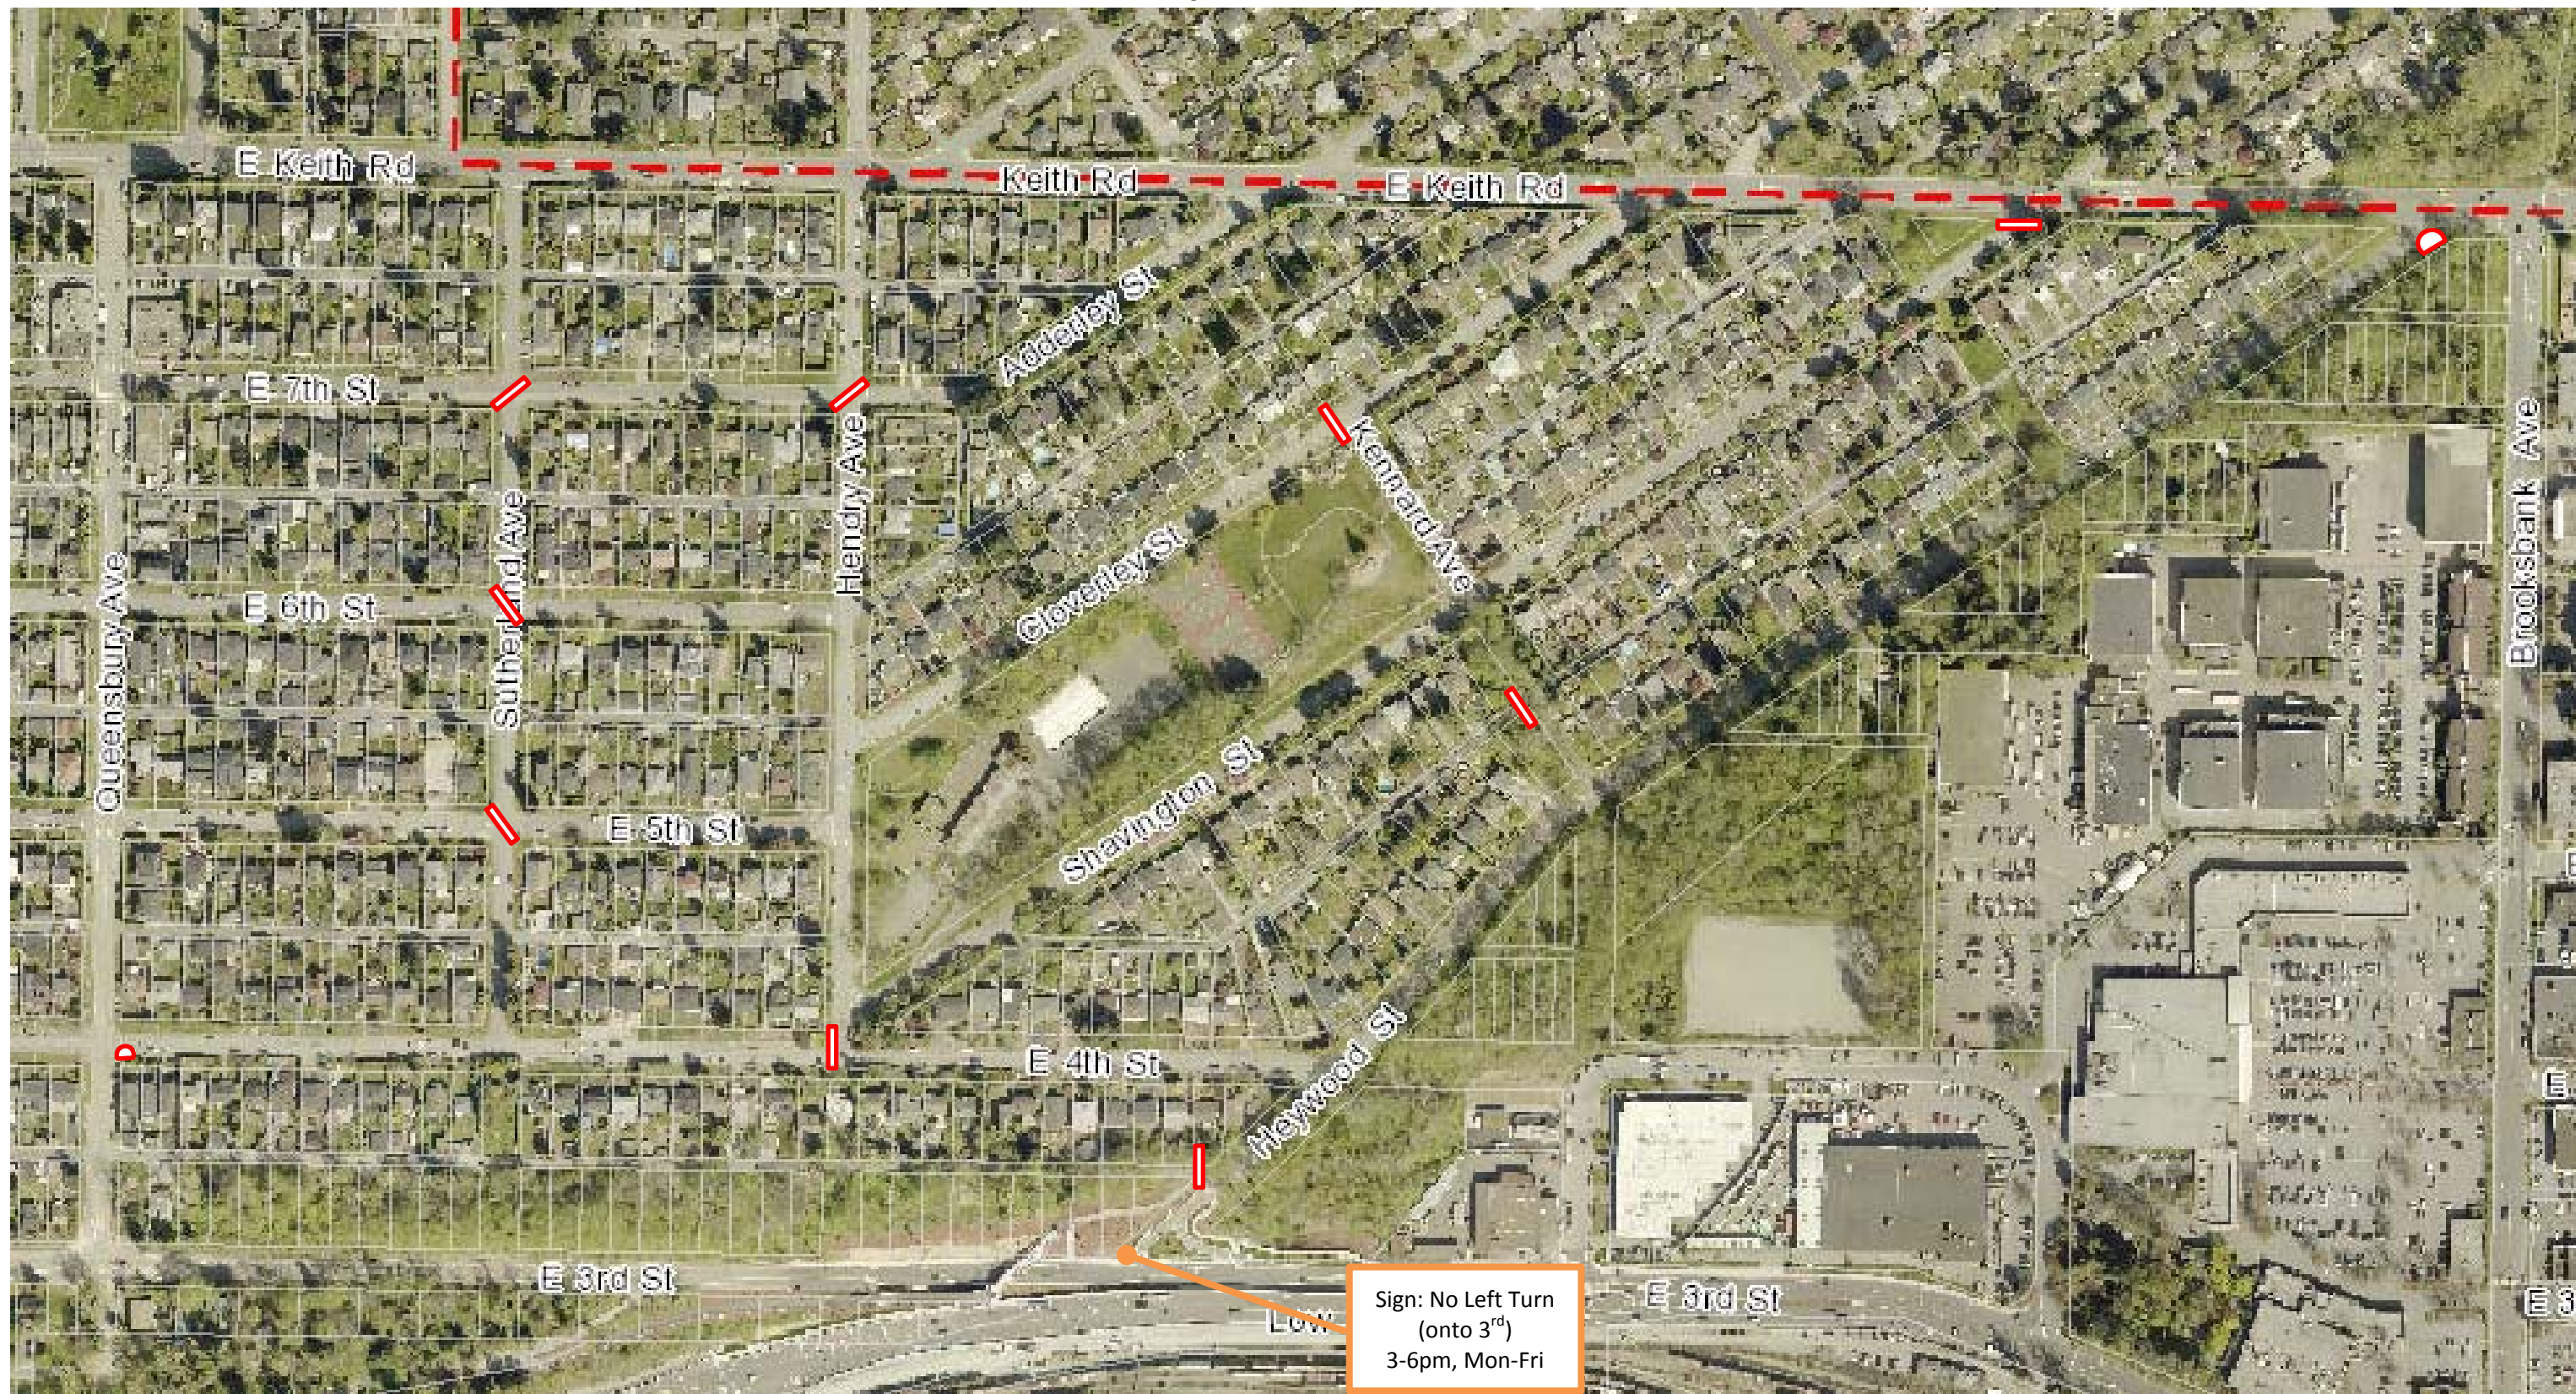 E Keith Rd
Keith Rd
E Keith Rd
Adderley St
E 7th St
Kennard Ave
Hendry Ave
Brooksbank Ave
Sutherland Ave
Queensbury Ave
Cloverley St
E 6th St
E 5th St
Shavington St
E 4th St
Heywood St
E 3rd St
E 3rd St
Low
Sign: No Left Turn
(onto 3rd)
3-6pm, Mon-Fri
E
E 3